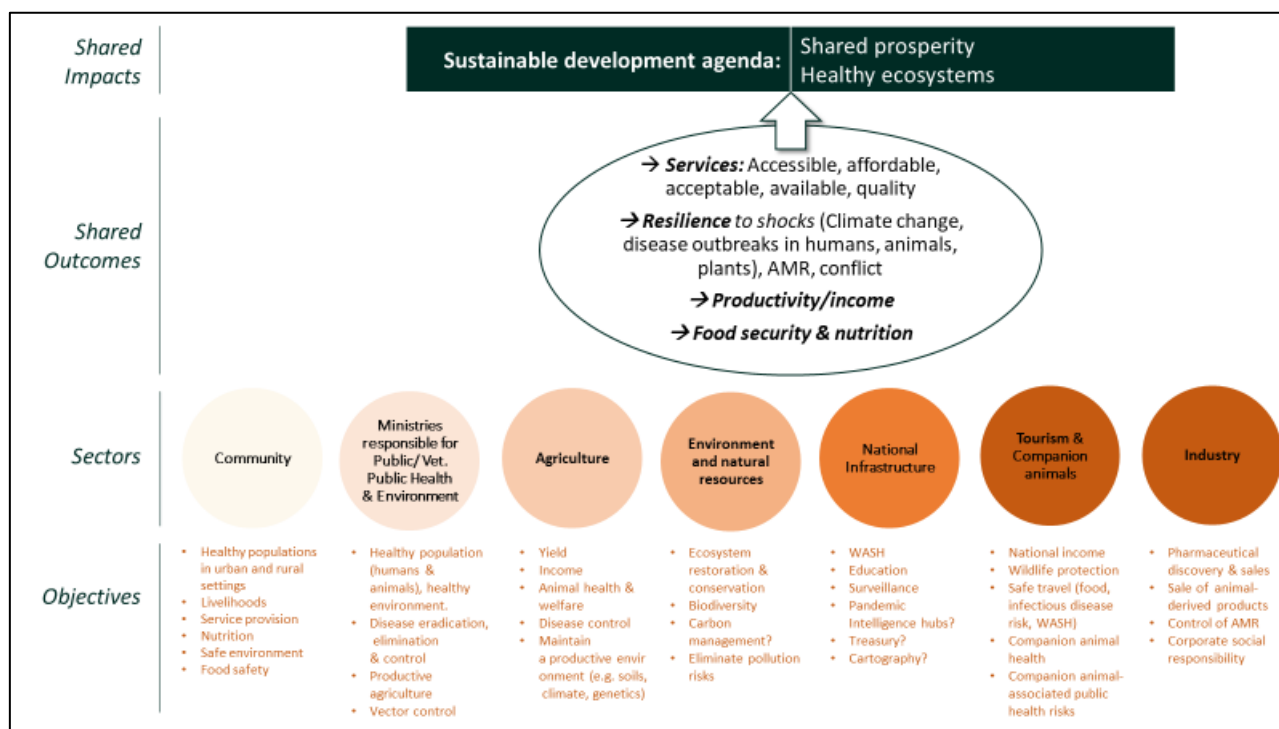 Shared
Impacts
Sustainable development agenda:
Shared prosperity
Healthy ecosystems
Shared
Outcomes
→ Services: Accessible, affordable,
acceptable, available, quality
→ Resilience to shocks (Climate change,
disease outbreaks in humans, animals,
plants), AMR, conflict
→ Productivity/income
→ Food security & nutrition
Sectors
Community
Ministries
responsible for
Public/ Vet.
Public Health
& Environment
Agriculture
Environment
and natural
resources
National
Infrastructure
Tourism &
Companion
animals
Industry
Objectives
• Healthy populations
in urban and rural
settings
• Livelihoods
• Service provision
• Nutrition
• Safe environment
• Food safety
• Healthy population
(humans &
animals), healthy
environment.
• Disease eradication,
elimination
& control
• Productive
agriculture
• Vector control
• Yield
• Income
• Animal health &
welfare
• Disease control
• Maintain
a productive envir
onment (e.g. soils,
climate, genetics)
• Ecosystem
restoration &
conservation
• Biodiversity
• Carbon
management?
• Eliminate pollution
risks
• WASH
• Education
• Surveillance
• Pandemic
Intelligence hubs?
• Treasury?
• Cartography?
• National income
• Wildlife protection
• Safe travel (food,
infectious disease
risk, WASH)
• Companion animal
health
• Companion animal-
associated public
health risks
• Pharmaceutical
discovery & sales
• Sale of animal-
derived products
• Control of AMR
• Corporate social
responsibility